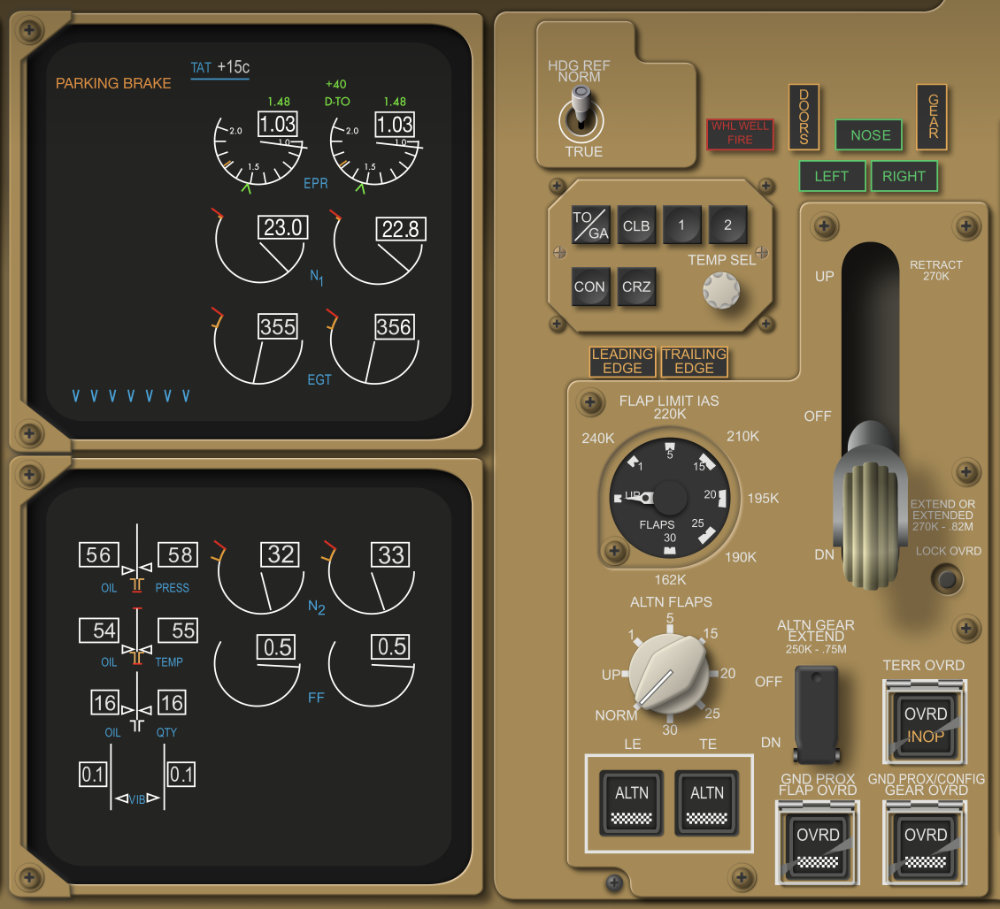 TAT +15c
PARKING BRAKE
+40
1.48 D-TO 1.48
1.03 1.03
2.0 1.0 2.0 1.0
1.5 1.5
EPR
23.0 22.8
N1
355 356
EGT
V V V V V V V
56 58
OIL PRESS
54 55
OIL TEMP
16 16
OIL QTY
0.1 0.1
VIB
32 33
N2
0.5 0.5
FF
HDG REF
NORM
TRUE
WHL WELL
FIRE
DOORS
NOSE
GEAR
LEFT RIGHT
TO/GA CLB 1 2
TEMP SEL
CON CRZ
UP
RETRACT
270K
OFF
EXTEND OR
EXTENDED
270K - .82M
DN
LOCK OVRD
LEADING
EDGE
TRAILING
EDGE
FLAP LIMIT IAS
220K
240K 210K
195K
190K
162K
UP 1 5 15 20 25 30
FLAPS
ALTN FLAPS
5
1 15
UP 20
NORM 25
30
LE TE
ALTN ALTN
ALTN GEAR
EXTEND
250K - .75M
OFF
DN
TERR OVRD
OVRD
INOP
GND PROX
FLAP OVRD
OVRD
GND PROX/CONFIG
GEAR OVRD
OVRD